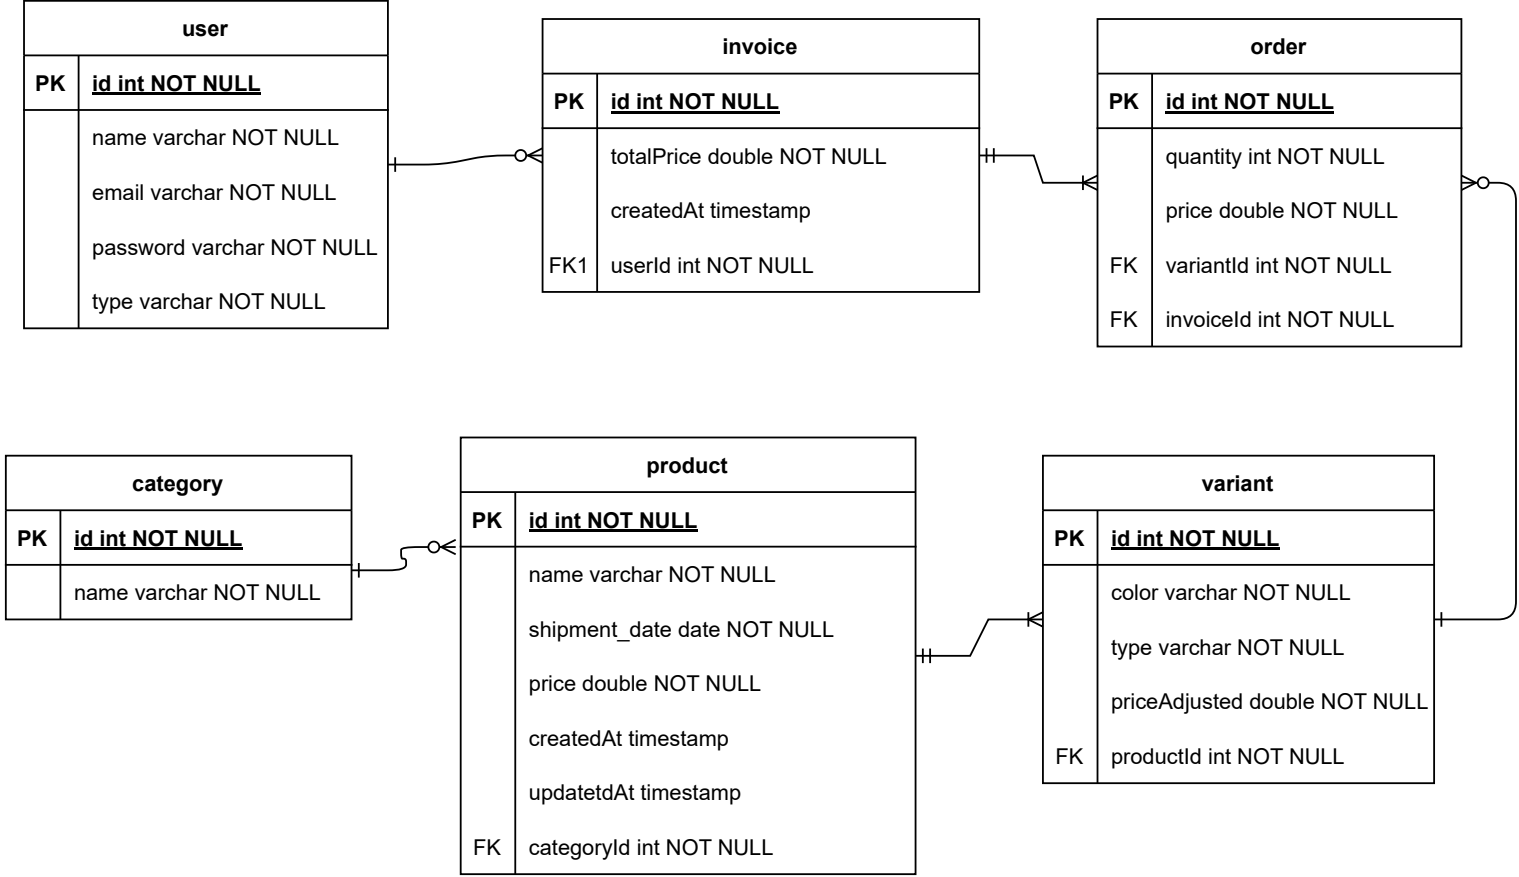 user
PK id int NOT NULL
name varchar NOT NULL
email varchar NOT NULL
password varchar NOT NULL
type varchar NOT NULL
invoice
PK id int NOT NULL
totalPrice double NOT NULL
createdAt timestamp
FK1 userId int NOT NULL
order
PK id int NOT NULL
quantity int NOT NULL
price double NOT NULL
FK variantId int NOT NULL
FK invoiceId int NOT NULL
category
PK id int NOT NULL
name varchar NOT NULL
product
PK id int NOT NULL
name varchar NOT NULL
shipment_date date NOT NULL
price double NOT NULL
createdAt timestamp
updatetdAt timestamp
FK categoryId int NOT NULL
variant
PK id int NOT NULL
color varchar NOT NULL
type varchar NOT NULL
priceAdjusted double NOT NULL
FK productId int NOT NULL